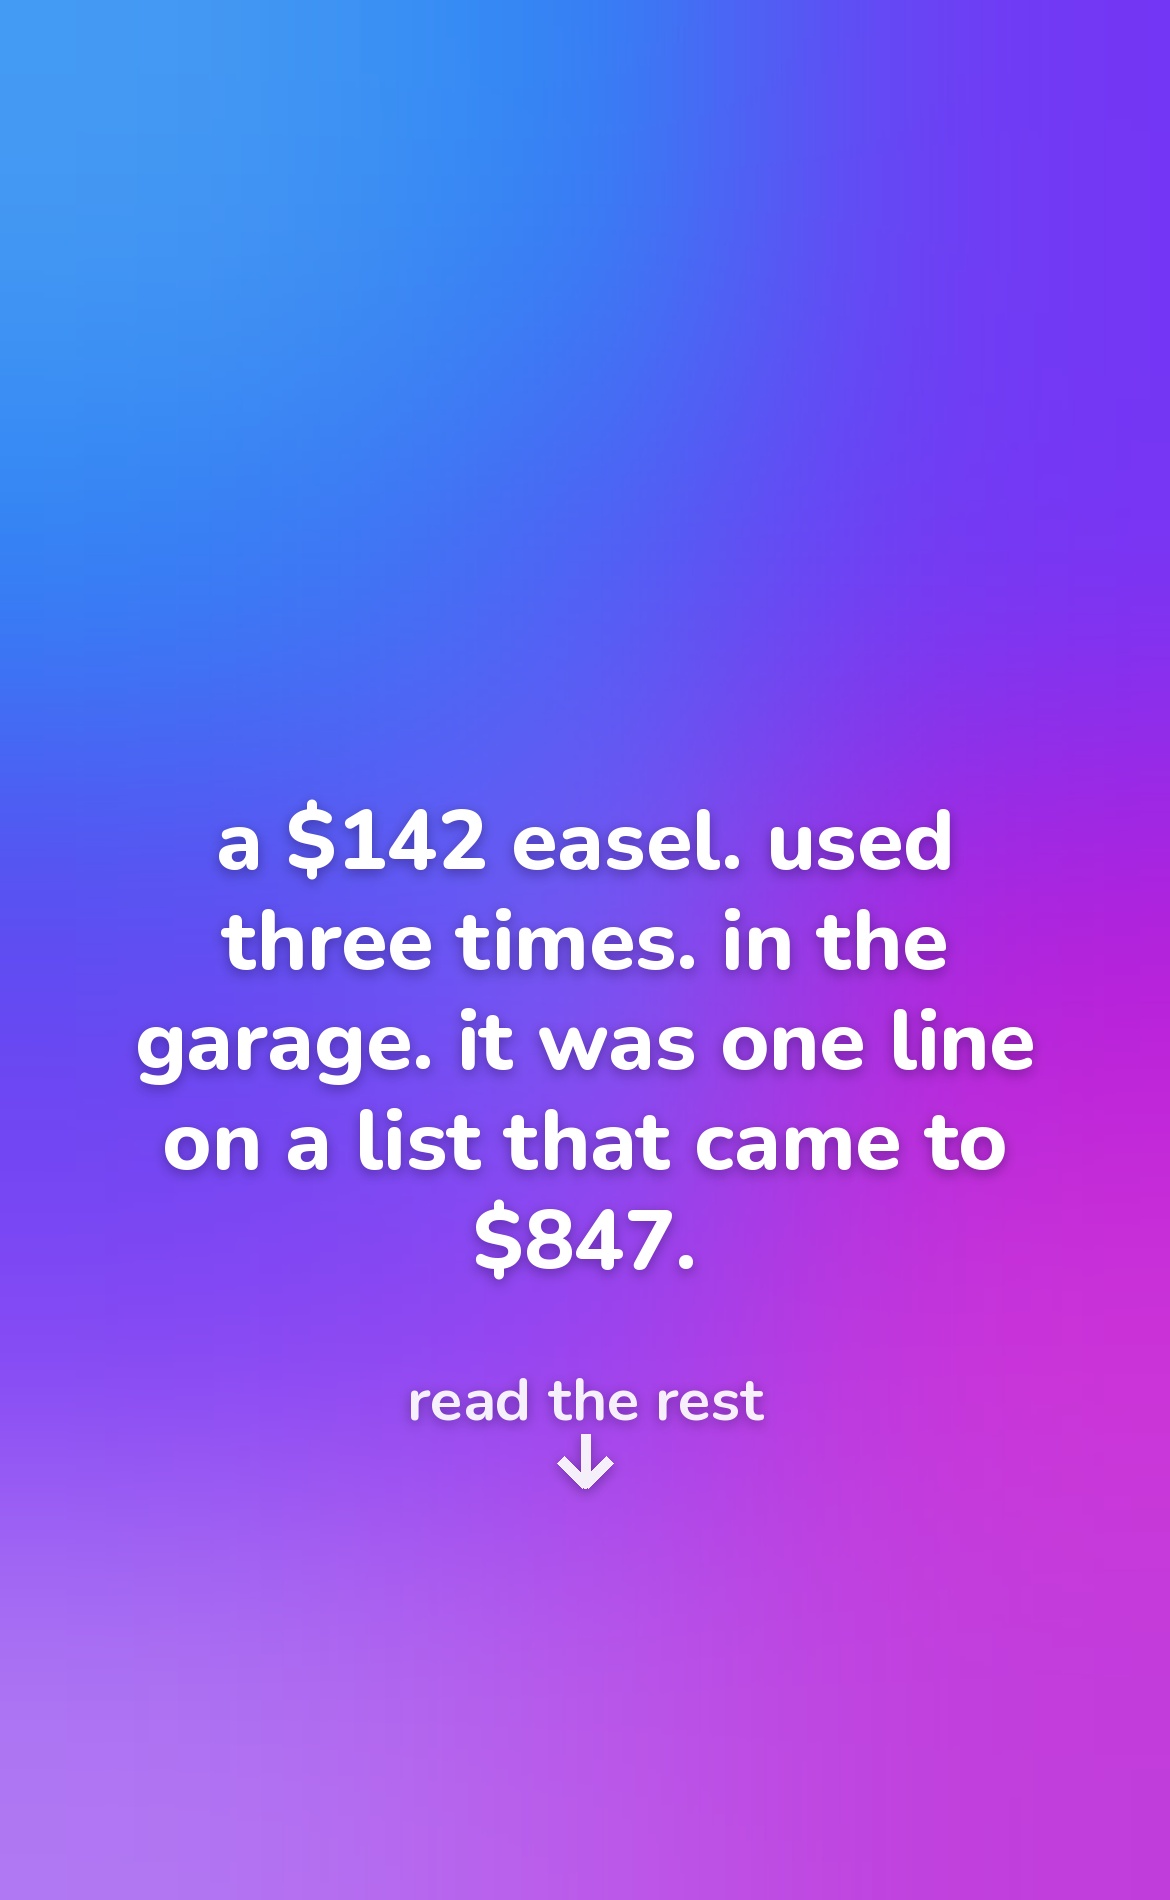 a $142 easel. used
three times. in the
garage. it was one line
on a list that came to
$847.
read the rest
↓